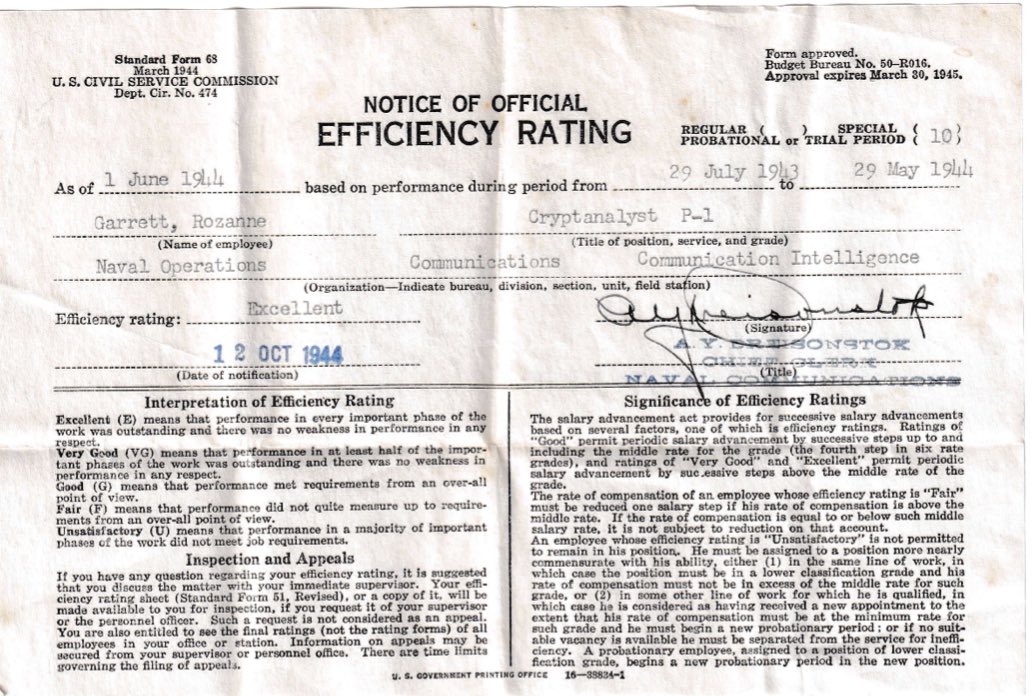 Standard Form 68
March 1944
U. S. CIVIL SERVICE COMMISSION
Dept. Cir. No. 474
Form approved.
Budget Bureau No. 50–R016.
Approval expires March 30, 1945.
NOTICE OF OFFICIAL
EFFICIENCY RATING
REGULAR ( ) SPECIAL (
PROBATIONAL or TRIAL PERIOD ( 10)
As of 1 June 1944 based on performance during period from 29 July 1943 to 29 May 1944
Garrett, Rozanne Cryptanalyst P-1
(Name of employee) (Title of position, service, and grade)
Naval Operations Communications Communication Intelligence
(Organization—Indicate bureau, division, section, unit, field station)
Efficiency rating: Excellent
(Signature)
A. Y. DREISONSTOK
CHIEF CLERK
12 OCT 1944
(Date of notification) (Title)
NAVAL COMMUNICATIONS
Interpretation of Efficiency Rating
Excellent (E) means that performance in every important phase of the
work was outstanding and there was no weakness in performance in any
respect.
Very Good (VG) means that performance in at least half of the impor-
tant phases of the work was outstanding and there was no weakness in
performance in any respect.
Good (G) means that performance met requirements from an over-all
point of view.
Fair (F) means that performance did not quite measure up to require-
ments from an over-all point of view.
Unsatisfactory (U) means that performance in a majority of important
phases of the work did not meet job requirements.
Inspection and Appeals
If you have any question regarding your efficiency rating, it is suggested
that you discuss the matter with your immediate supervisor. Your effi-
ciency rating sheet (Standard Form 51, Revised), or a copy of it, will be
made available to you for inspection, if you request it of your supervisor
or the personnel officer. Such a request is not considered as an appeal.
You are also entitled to see the final ratings (not the rating forms) of all
employees in your office or station. Information on appeals may be
secured from your supervisor or personnel office. There are time limits
governing the filing of appeals.
Significance of Efficiency Ratings
The salary advancement act provides for successive salary advancements
based on several factors, one of which is efficiency ratings. Ratings of
"Good" permit periodic salary advancement by successive steps up to and
including the middle rate for the grade (the fourth step in six rate
grades), and ratings of "Very Good" and "Excellent" permit periodic
salary advancement by suc.essive steps above the middle rate of the
grade.
The rate of compensation of an employee whose efficiency rating is "Fair"
must be reduced one salary step if his rate of compensation is above the
middle rate. If the rate of compensation is equal to or below such middle
salary rate, it is not subject to reduction on that account.
An employee whose efficiency rating is "Unsatisfactory" is not permitted
to remain in his position. He must be assigned to a position more nearly
commensurate with his ability, either (1) in the same line of work, in
which case the position must be in a lower classification grade and his
rate of compensation must not be in excess of the middle rate for such
grade, or (2) in some other line of work for which he is qualified, in
which case he is considered as having received a new appointment to the
extent that his rate of compensation must be at the minimum rate for
such grade and he must begin a new probationary period; or if no suit-
able vacancy is available he must be separated from the service for ineffi-
ciency. A probationary employee, assigned to a position of lower classi-
fication grade, begins a new probationary period in the new position.
U. S. GOVERNMENT PRINTING OFFICE 16—38834-1